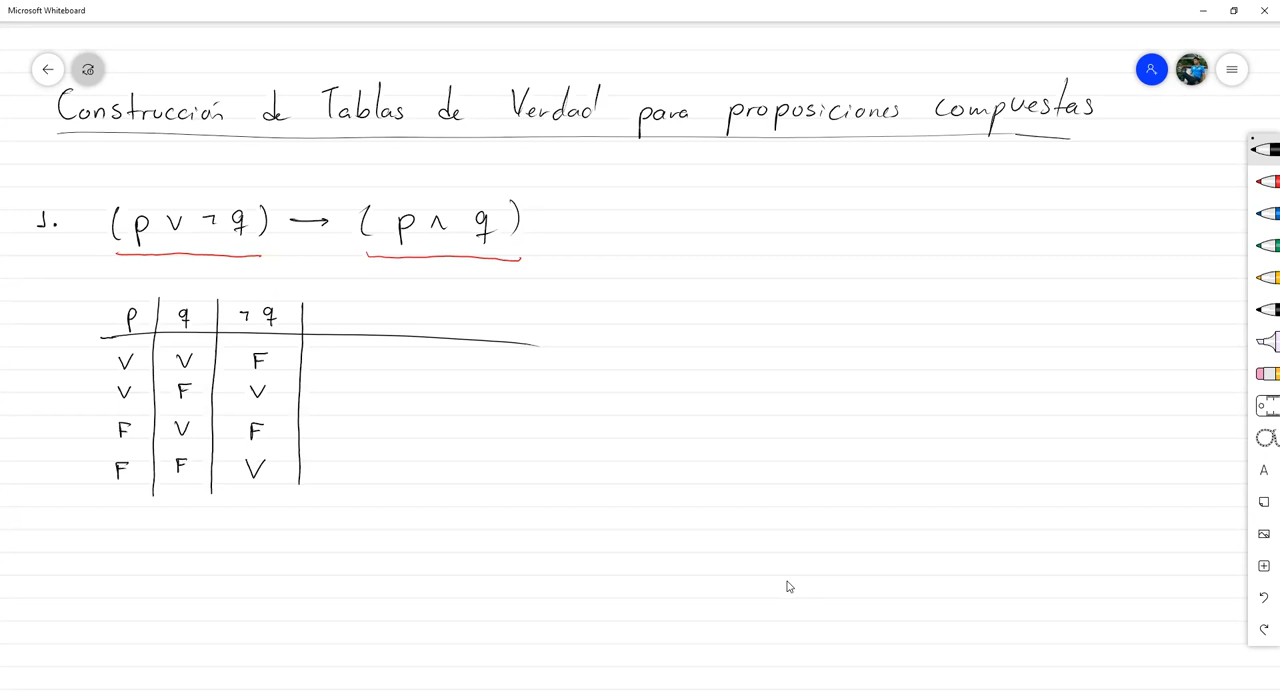 Microsoft Whiteboard
Construcción de Tablas de Verdad para proposiciones compuestas
1. (p ∨ ¬ q) → (p ∧ q)
p q ¬ q
V V F
V F V
F V F
F F V
A